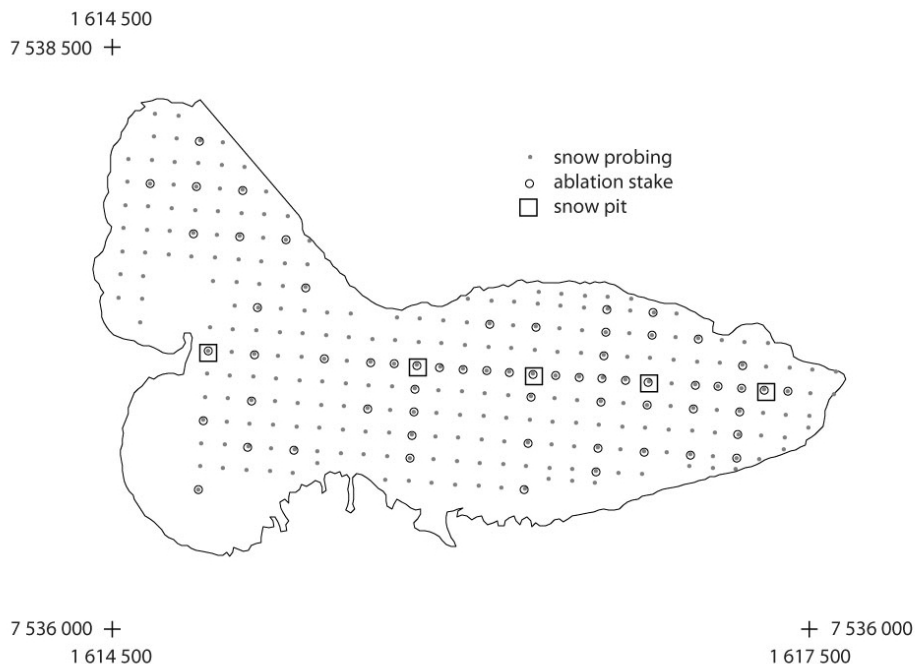 1 614 500
7 538 500
snow probing
ablation stake
snow pit
7 536 000
7 536 000
1 614 500
1 617 500